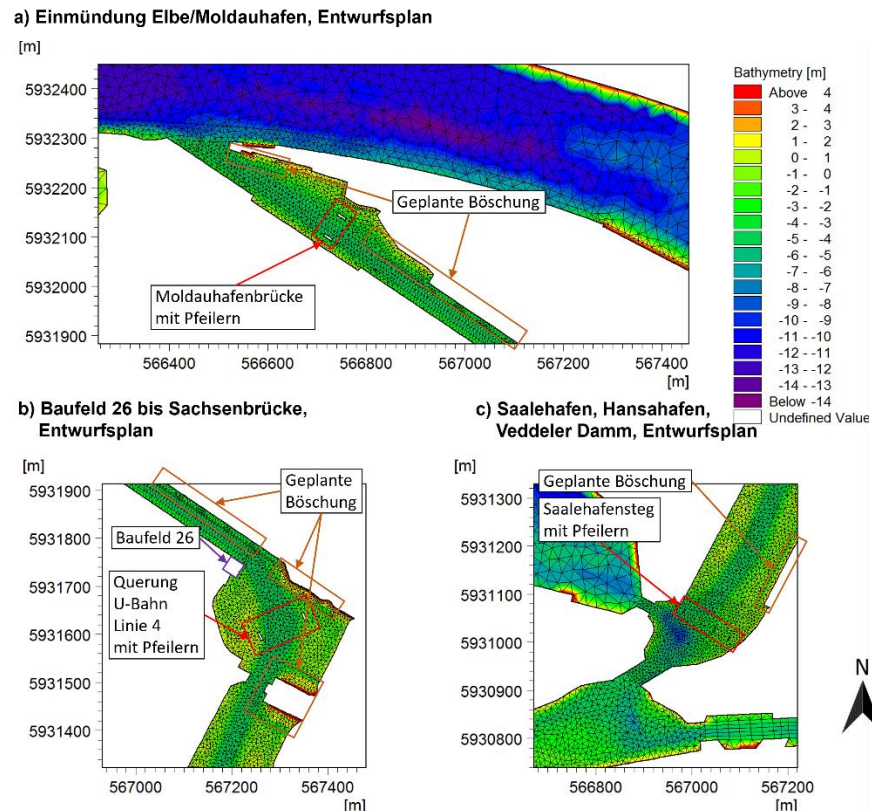 a) Einmündung Elbe/Moldauhafen, Entwurfsplan
[m]
5932400
5932300
5932200
5932100
5932000
5931900
Geplante Böschung
Moldauhafenbrücke
mit Pfeilern
566400
566600
566800
567000
567200
567400
[m]
Bathymetry [m]
Above 4
3 - 4
2 - 3
1 - 2
0 - 1
-1 - 0
-2 - -1
-3 - -2
-4 - -3
-5 - -4
-6 - -5
-7 - -6
-8 - -7
-9 - -8
-10 - -9
-11 - -10
-12 - -11
-13 - -12
-14 - -13
Below -14
Undefined Value
b) Baufeld 26 bis Sachsenbrücke,
Entwurfsplan
[m]
5931900
5931800
5931700
5931600
5931500
5931400
Geplante
Böschung
Baufeld 26
Querung
U-Bahn
Linie 4
mit Pfeilern
567000
567200
567400
[m]
c) Saalehafen, Hansahafen,
Veddeler Damm, Entwurfsplan
[m]
5931300
5931200
5931100
5931000
5930900
5930800
Geplante Böschung
Saalehafensteg
mit Pfeilern
566800
567000
567200
[m]
N